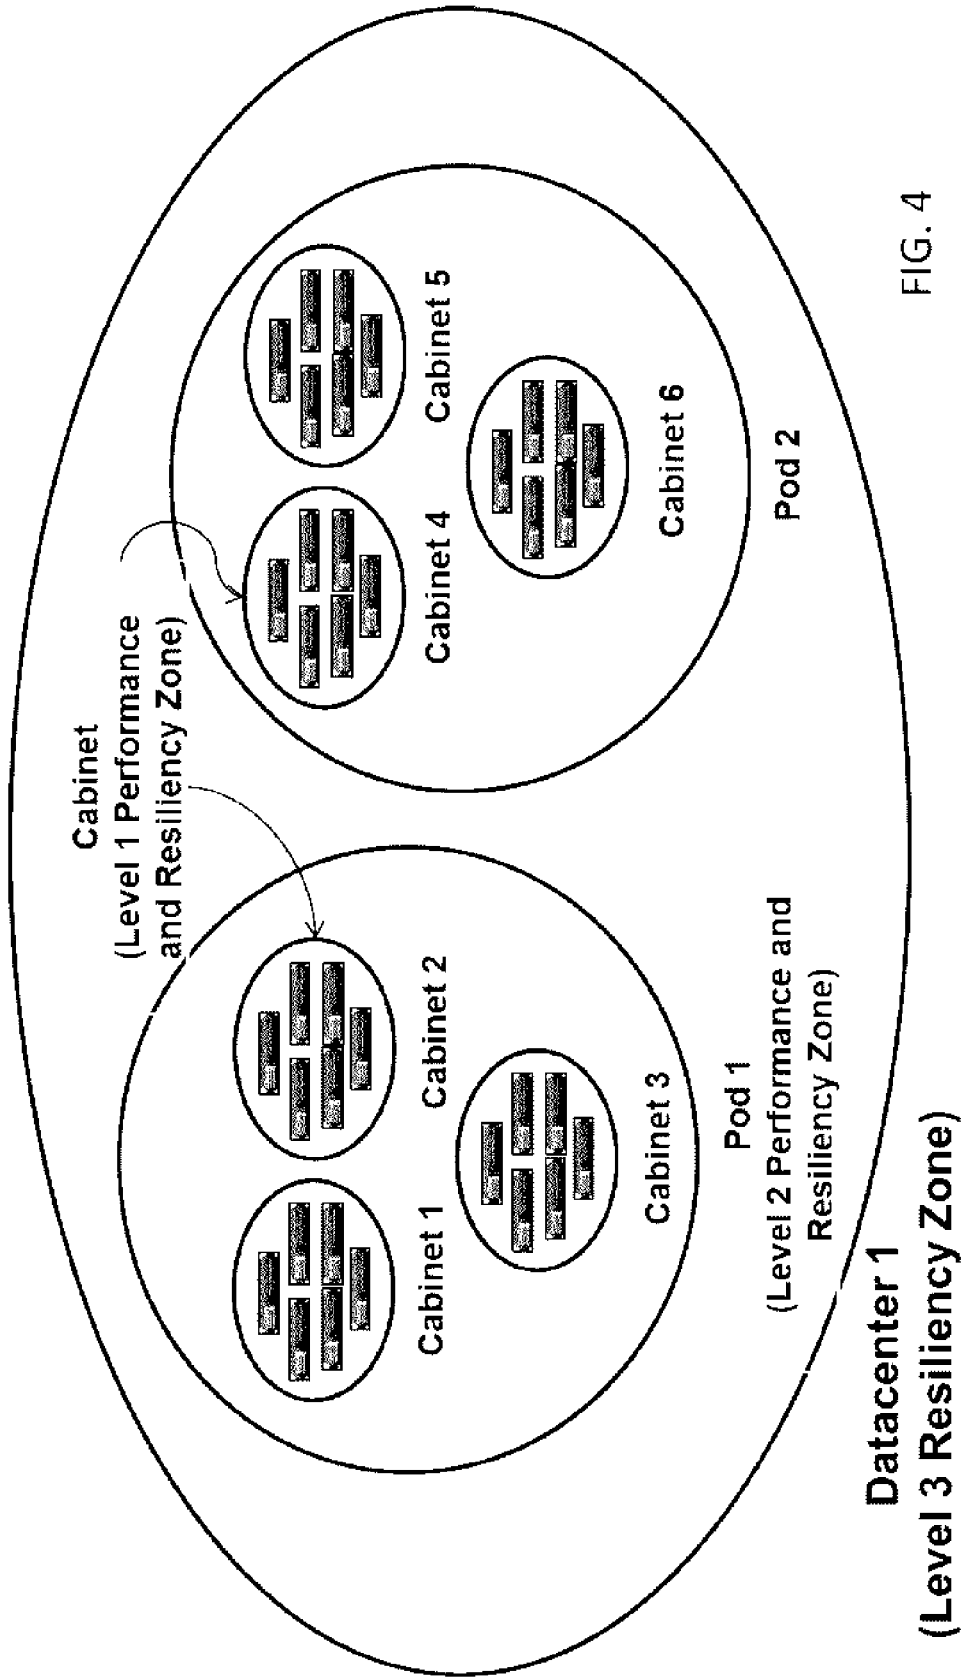 Cabinet
(Level 1 Performance
and Resiliency Zone)
Cabinet 1
Cabinet 2
Cabinet 4
Cabinet 5
Cabinet 3
Cabinet 6
Pod 1
(Level 2 Performance and
Resiliency Zone)
Pod 2
Datacenter 1
(Level 3 Resiliency Zone)
FIG. 4